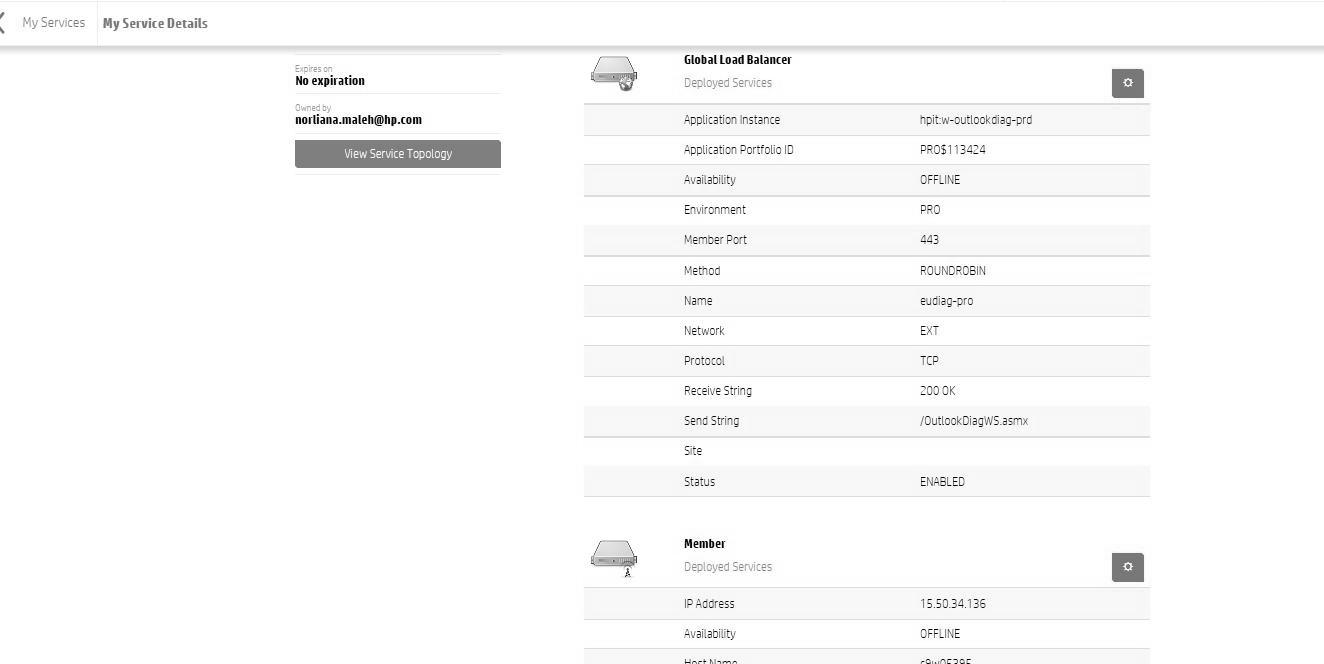 My Services My Service Details
Expires on
No expiration
Owned by
norliana.maleh@hp.com
View Service Topology
Global Load Balancer
Deployed Services
Application Instance hpit:w-outlookdiag-prd
Application Portfolio ID PRO$113424
Availability OFFLINE
Environment PRO
Member Port 443
Method ROUNDROBIN
Name eudiag-pro
Network EXT
Protocol TCP
Receive String 200 OK
Send String /OutlookDiagWS.asmx
Site
Status ENABLED
Member
Deployed Services
IP Address 15.50.34.136
Availability OFFLINE
Host Name